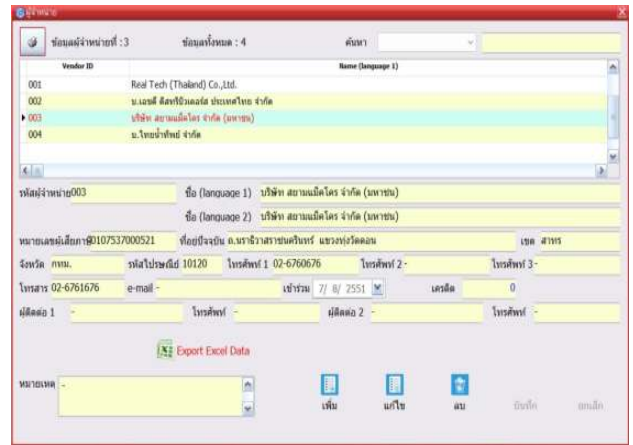 ผู้จำหน่าย
ข้อมูลผู้จำหน่ายที่ :3 ข้อมูลทั้งหมด : 4 ค้นหา
Vendor ID Name (language 1)
001 Real Tech (Thailand) Co.,Ltd.
002 บ.เออที ดิสทริบิวเตอร์ส ประเทศไทย จำกัด
003 บริษัท สยามแม็คโคร จำกัด (มหาชน)
004 บ.ไทยน้ำทิพย์ จำกัด
รหัสผู้จำหน่าย 003 ชื่อ (language 1) บริษัท สยามแม็คโคร จำกัด (มหาชน)
ชื่อ (language 2) บริษัท สยามแม็คโคร จำกัด (มหาชน)
หมายเลขผู้เสียภาษี 0107537000521 ที่อยู่ปัจจุบัน ถ.นราธิวาสราชนครินทร์ แขวงทุ่งวัดดอน เขต สาทร
จังหวัด กทม. รหัสไปรษณีย์ 10120 โทรศัพท์ 1 02-6760676 โทรศัพท์ 2 - โทรศัพท์ 3 -
โทรสาร 02-6761676 e-mail - เข้าร่วม 7/ 8/ 2551 เครดิต 0
ผู้ติดต่อ 1 - โทรศัพท์ - ผู้ติดต่อ 2 - โทรศัพท์ -
Export Excel Data
หมายเหตุ -
เพิ่ม แก้ไข ลบ บันทึก ยกเลิก